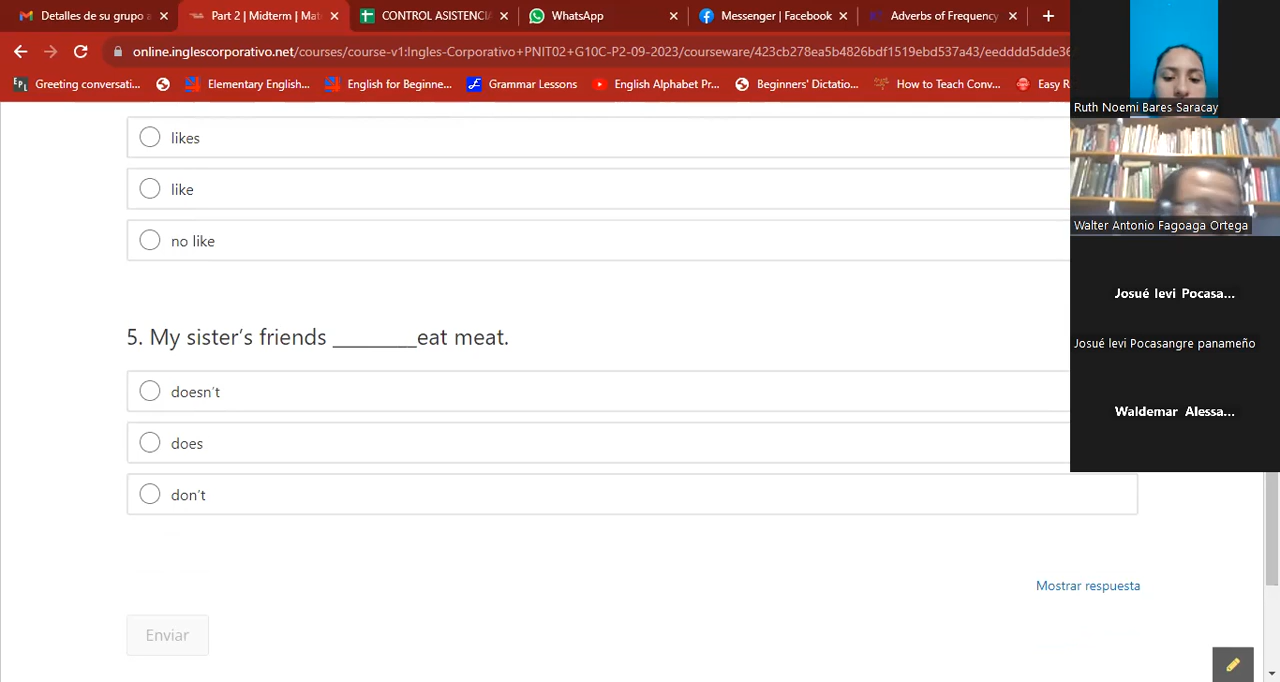 Detalles de su grupo a
Part 2 | Midterm | Mat
CONTROL ASISTENCIA
WhatsApp
Messenger | Facebook
Adverbs of Frequency
online.inglescorporativo.net/courses/course-v1:Ingles-Corporativo+PNIT02+G10C-P2-09-2023/courseware/423cb278ea5b4826bdf1519ebd537a43/eedddd5dde36
Greeting conversati...
Elementary English...
English for Beginne...
Grammar Lessons
English Alphabet Pr...
Beginners' Dictatio...
How to Teach Conv...
Easy R
likes
like
no like
5. My sister’s friends ________eat meat.
doesn’t
does
don’t
Mostrar respuesta
Enviar
Ruth Noemi Bares Saracay
Walter Antonio Fagoaga Ortega
Josué levi Pocasa...
Josué levi Pocasangre panameño
Waldemar Alessa...